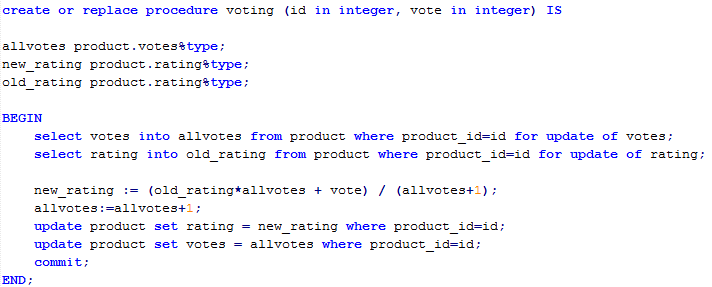 create or replace procedure voting (id in integer, vote in integer) IS
allvotes product.votes%type;
new_rating product.rating%type;
old_rating product.rating%type;
BEGIN
select votes into allvotes from product where product_id=id for update of votes;
select rating into old_rating from product where product_id=id for update of rating;
new_rating := (old_rating*allvotes + vote) / (allvotes+1);
allvotes:=allvotes+1;
update product set rating = new_rating where product_id=id;
update product set votes = allvotes where product_id=id;
commit;
END;